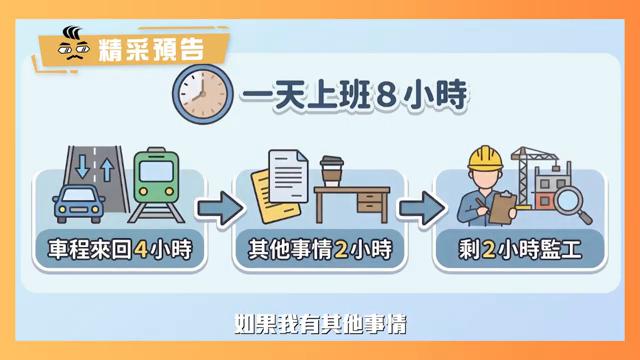 精采預告
一天上班8小時
車程來回4小時
其他事情2小時
剩2小時監工
如果我有其他事情